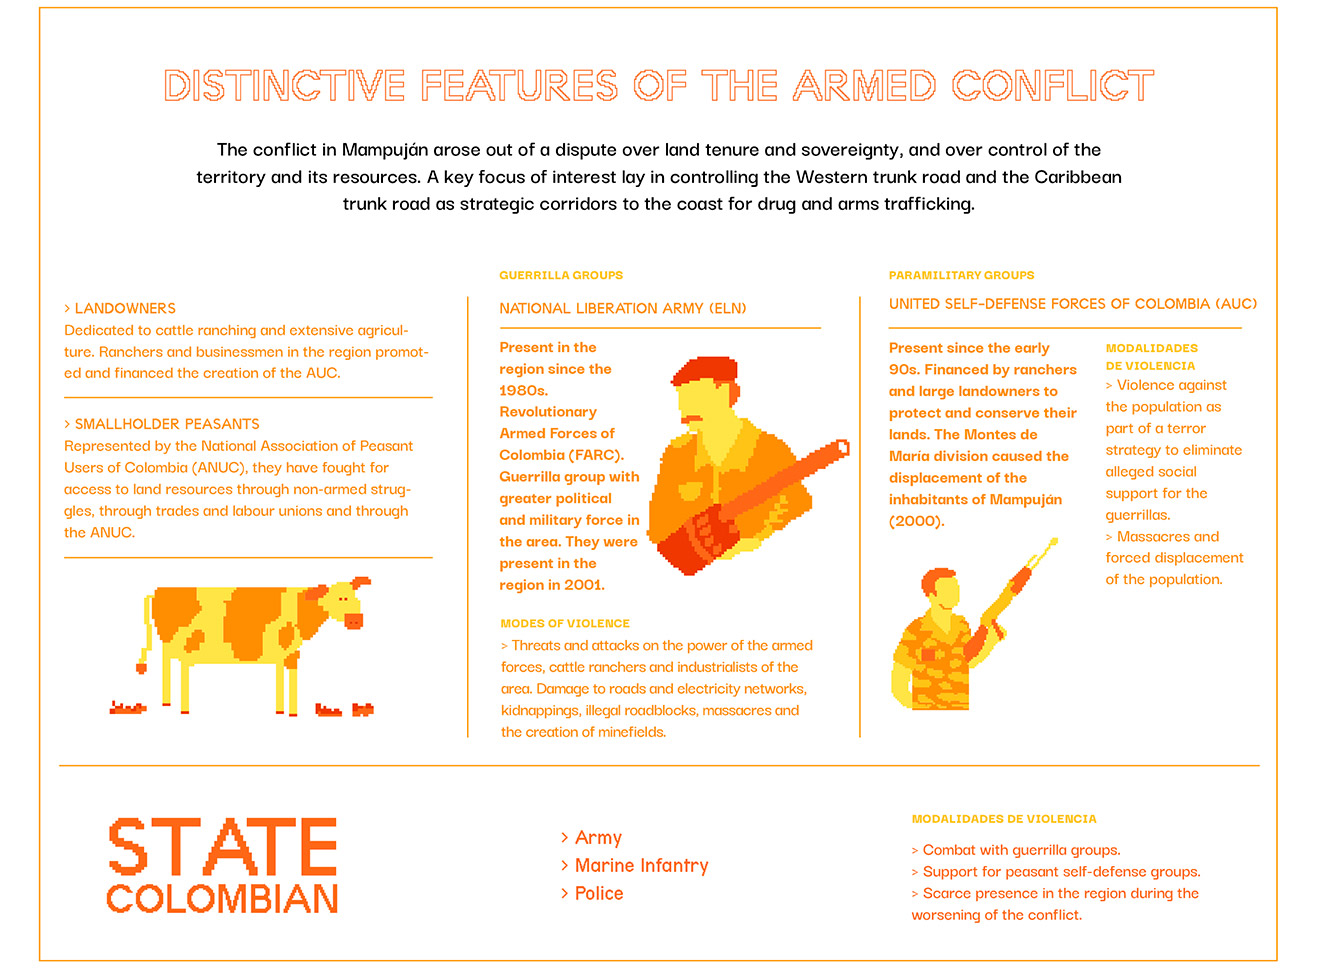 DISTINCTIVE FEATURES OF THE ARMED CONFLICT
The conflict in Mampuján arose out of a dispute over land tenure and sovereignty, and over control of the
territory and its resources. A key focus of interest lay in controlling the Western trunk road and the Caribbean
trunk road as strategic corridors to the coast for drug and arms trafficking.
> LANDOWNERS
Dedicated to cattle ranching and extensive agricul-
ture. Ranchers and businessmen in the region promot-
ed and financed the creation of the AUC.
> SMALLHOLDER PEASANTS
Represented by the National Association of Peasant
Users of Colombia (ANUC), they have fought for
access to land resources through non-armed strug-
gles, through trades and labour unions and through
the ANUC.
GUERRILLA GROUPS
NATIONAL LIBERATION ARMY (ELN)
Present in the
region since the
1980s.
Revolutionary
Armed Forces of
Colombia (FARC).
Guerrilla group with
greater political
and military force in
the area. They were
present in the
region in 2001.
MODES OF VIOLENCE
> Threats and attacks on the power of the armed
forces, cattle ranchers and industrialists of the
area. Damage to roads and electricity networks,
kidnappings, illegal roadblocks, massacres and
the creation of minefields.
PARAMILITARY GROUPS
UNITED SELF-DEFENSE FORCES OF COLOMBIA (AUC)
Present since the early
90s. Financed by ranchers
and large landowners to
protect and conserve their
lands. The Montes de
María division caused the
displacement of the
inhabitants of Mampuján
(2000).
MODALIDADES
DE VIOLENCIA
> Violence against
the population as
part of a terror
strategy to eliminate
alleged social
support for the
guerrillas.
> Massacres and
forced displacement
of the population.
STATE
COLOMBIAN
> Army
> Marine Infantry
> Police
MODALIDADES DE VIOLENCIA
> Combat with guerrilla groups.
> Support for peasant self-defense groups.
> Scarce presence in the region during the
worsening of the conflict.